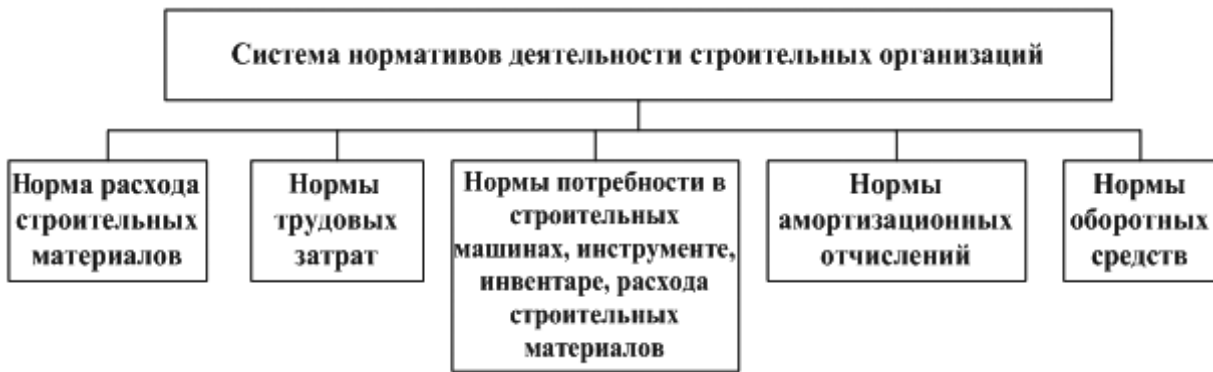 Система нормативов деятельности строительных организаций
Норма расхода
строительных
материалов
Нормы
трудовых
затрат
Нормы потребности в
строительных
машинах, инструменте,
инвентаре, расхода
строительных
материалов
Нормы
амортизационных
отчислений
Нормы
оборотных
средств